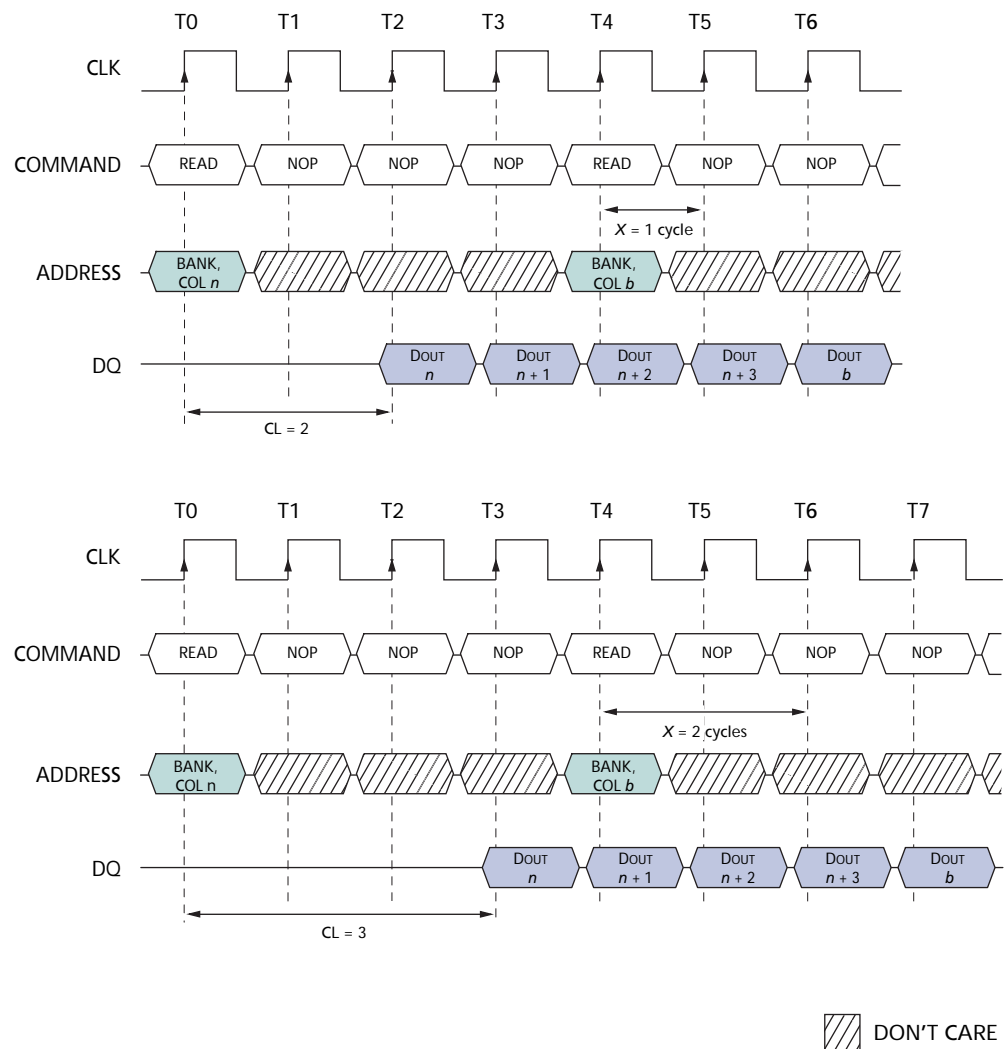 T0 T1 T2 T3 T4 T5 T6
CLK
COMMAND READ NOP NOP NOP READ NOP NOP
X = 1 cycle
ADDRESS BANK, COL n BANK, COL b
DQ DOUT n DOUT n + 1 DOUT n + 2 DOUT n + 3 DOUT b
CL = 2
T0 T1 T2 T3 T4 T5 T6 T7
CLK
COMMAND READ NOP NOP NOP READ NOP NOP NOP
X = 2 cycles
ADDRESS BANK, COL n BANK, COL b
DQ DOUT n DOUT n + 1 DOUT n + 2 DOUT n + 3 DOUT b
CL = 3
DON'T CARE